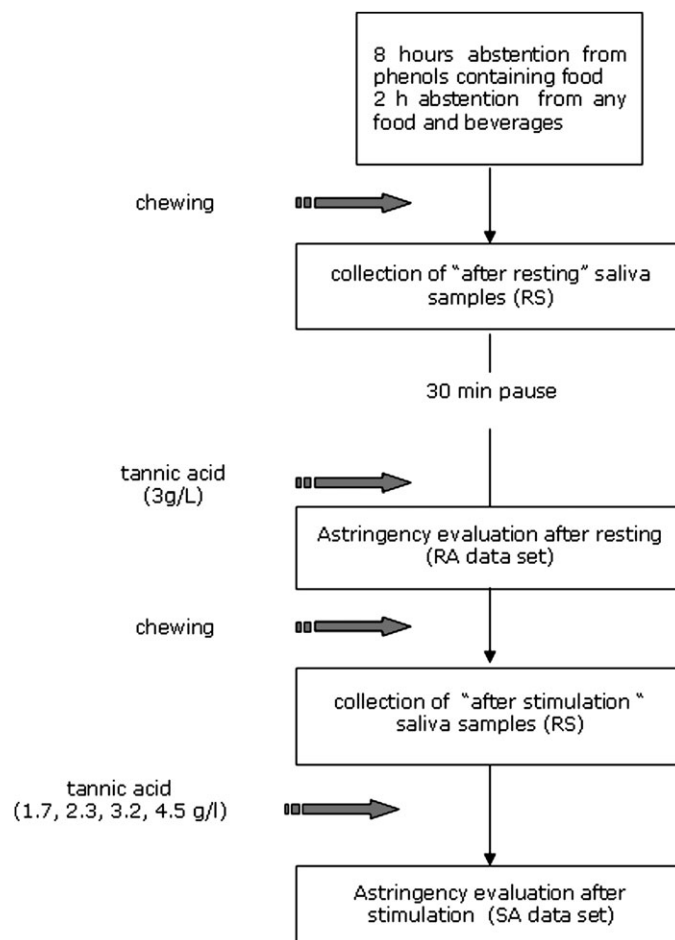 8 hours abstention from
phenols containing food
2 h abstention from any
food and beverages
chewing
collection of "after resting" saliva
samples (RS)
30 min pause
tannic acid
(3g/L)
Astringency evaluation after resting
(RA data set)
chewing
collection of "after stimulation "
saliva samples (RS)
tannic acid
(1.7, 2.3, 3.2, 4.5 g/l)
Astringency evaluation after
stimulation (SA data set)